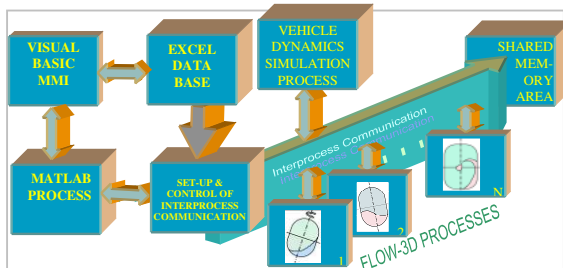 VISUAL
BASIC
MMI
EXCEL
DATA
BASE
VEHICLE
DYNAMICS
SIMULATION
PROCESS
SHARED
MEM-
ORY
AREA
MATLAB
PROCESS
SET-UP &
CONTROL OF
INTERPROCESS
COMMUNICATION
Interprocess Communication
1
2
N
FLOW-3D PROCESSES